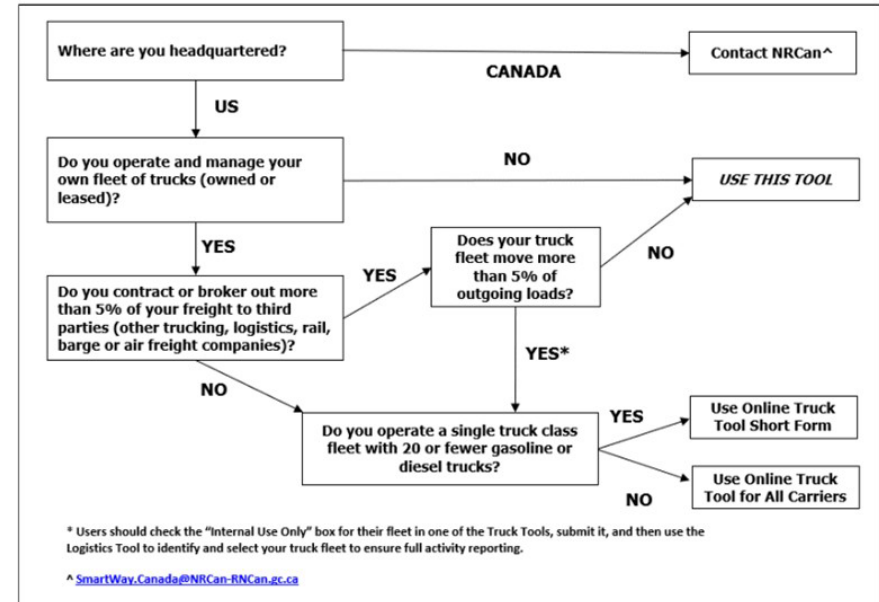 Where are you headquartered?
Contact NRCan^
CANADA
US
Do you operate and manage your
own fleet of trucks (owned or
leased)?
NO
USE THIS TOOL
YES
Does your truck
fleet move more
than 5% of
outgoing loads?
NO
YES
Do you contract or broker out more
than 5% of your freight to third
parties (other trucking, logistics, rail,
barge or air freight companies)?
YES*
NO
Do you operate a single truck class
fleet with 20 or fewer gasoline or
diesel trucks?
YES
Use Online Truck
Tool Short Form
NO
Use Online Truck
Tool for All Carriers
* Users should check the “Internal Use Only” box for their fleet in one of the Truck Tools, submit it, and then use the
Logistics Tool to identify and select your truck fleet to ensure full activity reporting.
^ SmartWay.Canada@NRCan-RNCan.gc.ca